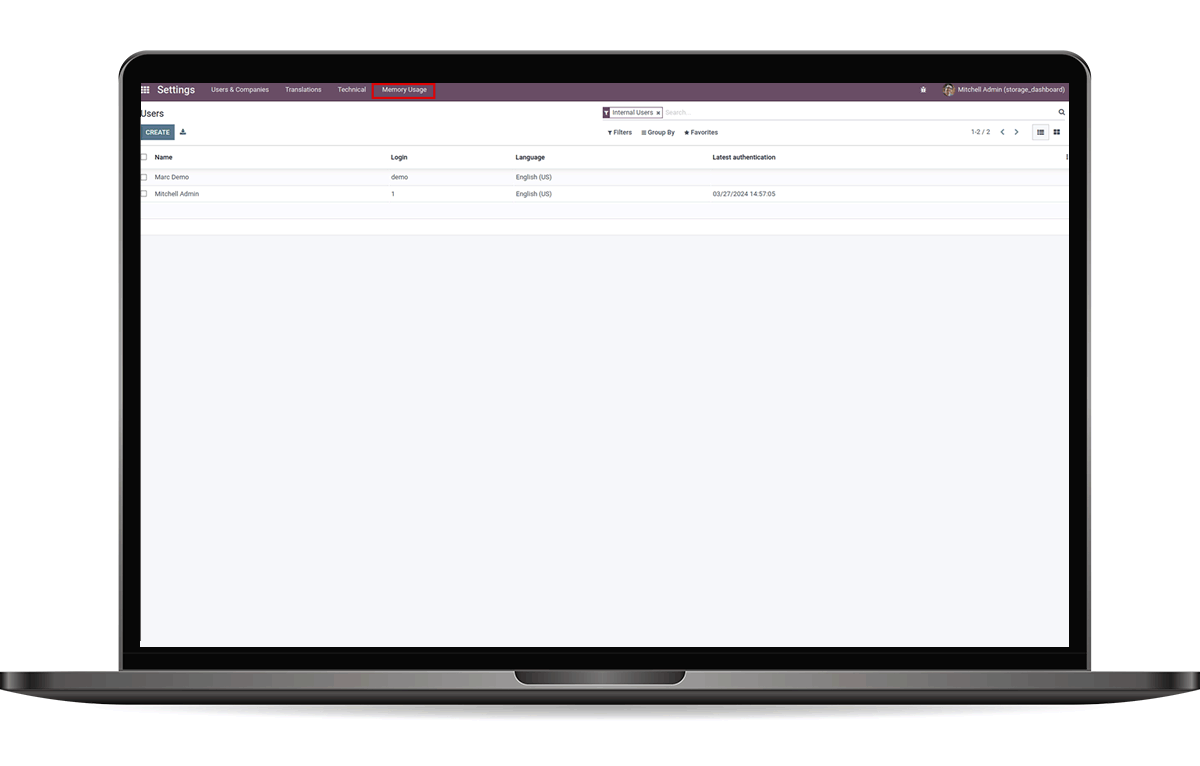 Settings Users & Companies Translations Technical Memory Usage Mitchell Admin (storage_dashboard)
Users Internal Users × Search...
CREATE Filters Group By Favorites 1-2 / 2
Name Login Language Latest authentication
Marc Demo demo English (US)
Mitchell Admin 1 English (US) 03/27/2024 14:57:05